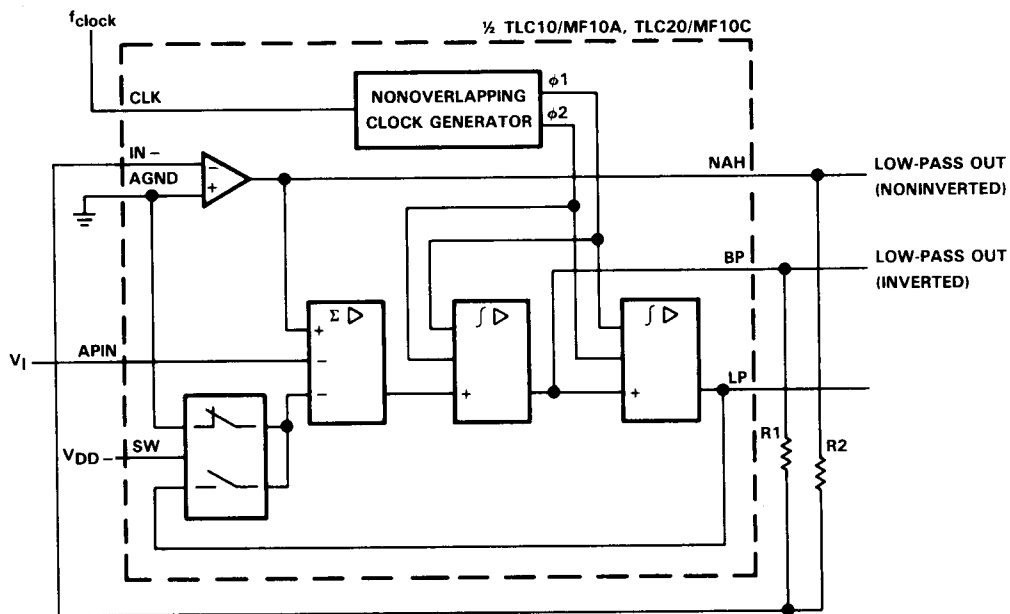 fclock
½ TLC10/MF10A, TLC20/MF10C
CLK
NONOVERLAPPING
CLOCK GENERATOR
ϕ1
ϕ2
IN –
AGND
–
+
NAH
LOW-PASS OUT
(NONINVERTED)
BP
LOW-PASS OUT
(INVERTED)
Σ ▷
∫ ▷
∫ ▷
+
VI
APIN
–
–
+
+
LP
SW
VDD –
R1
R2